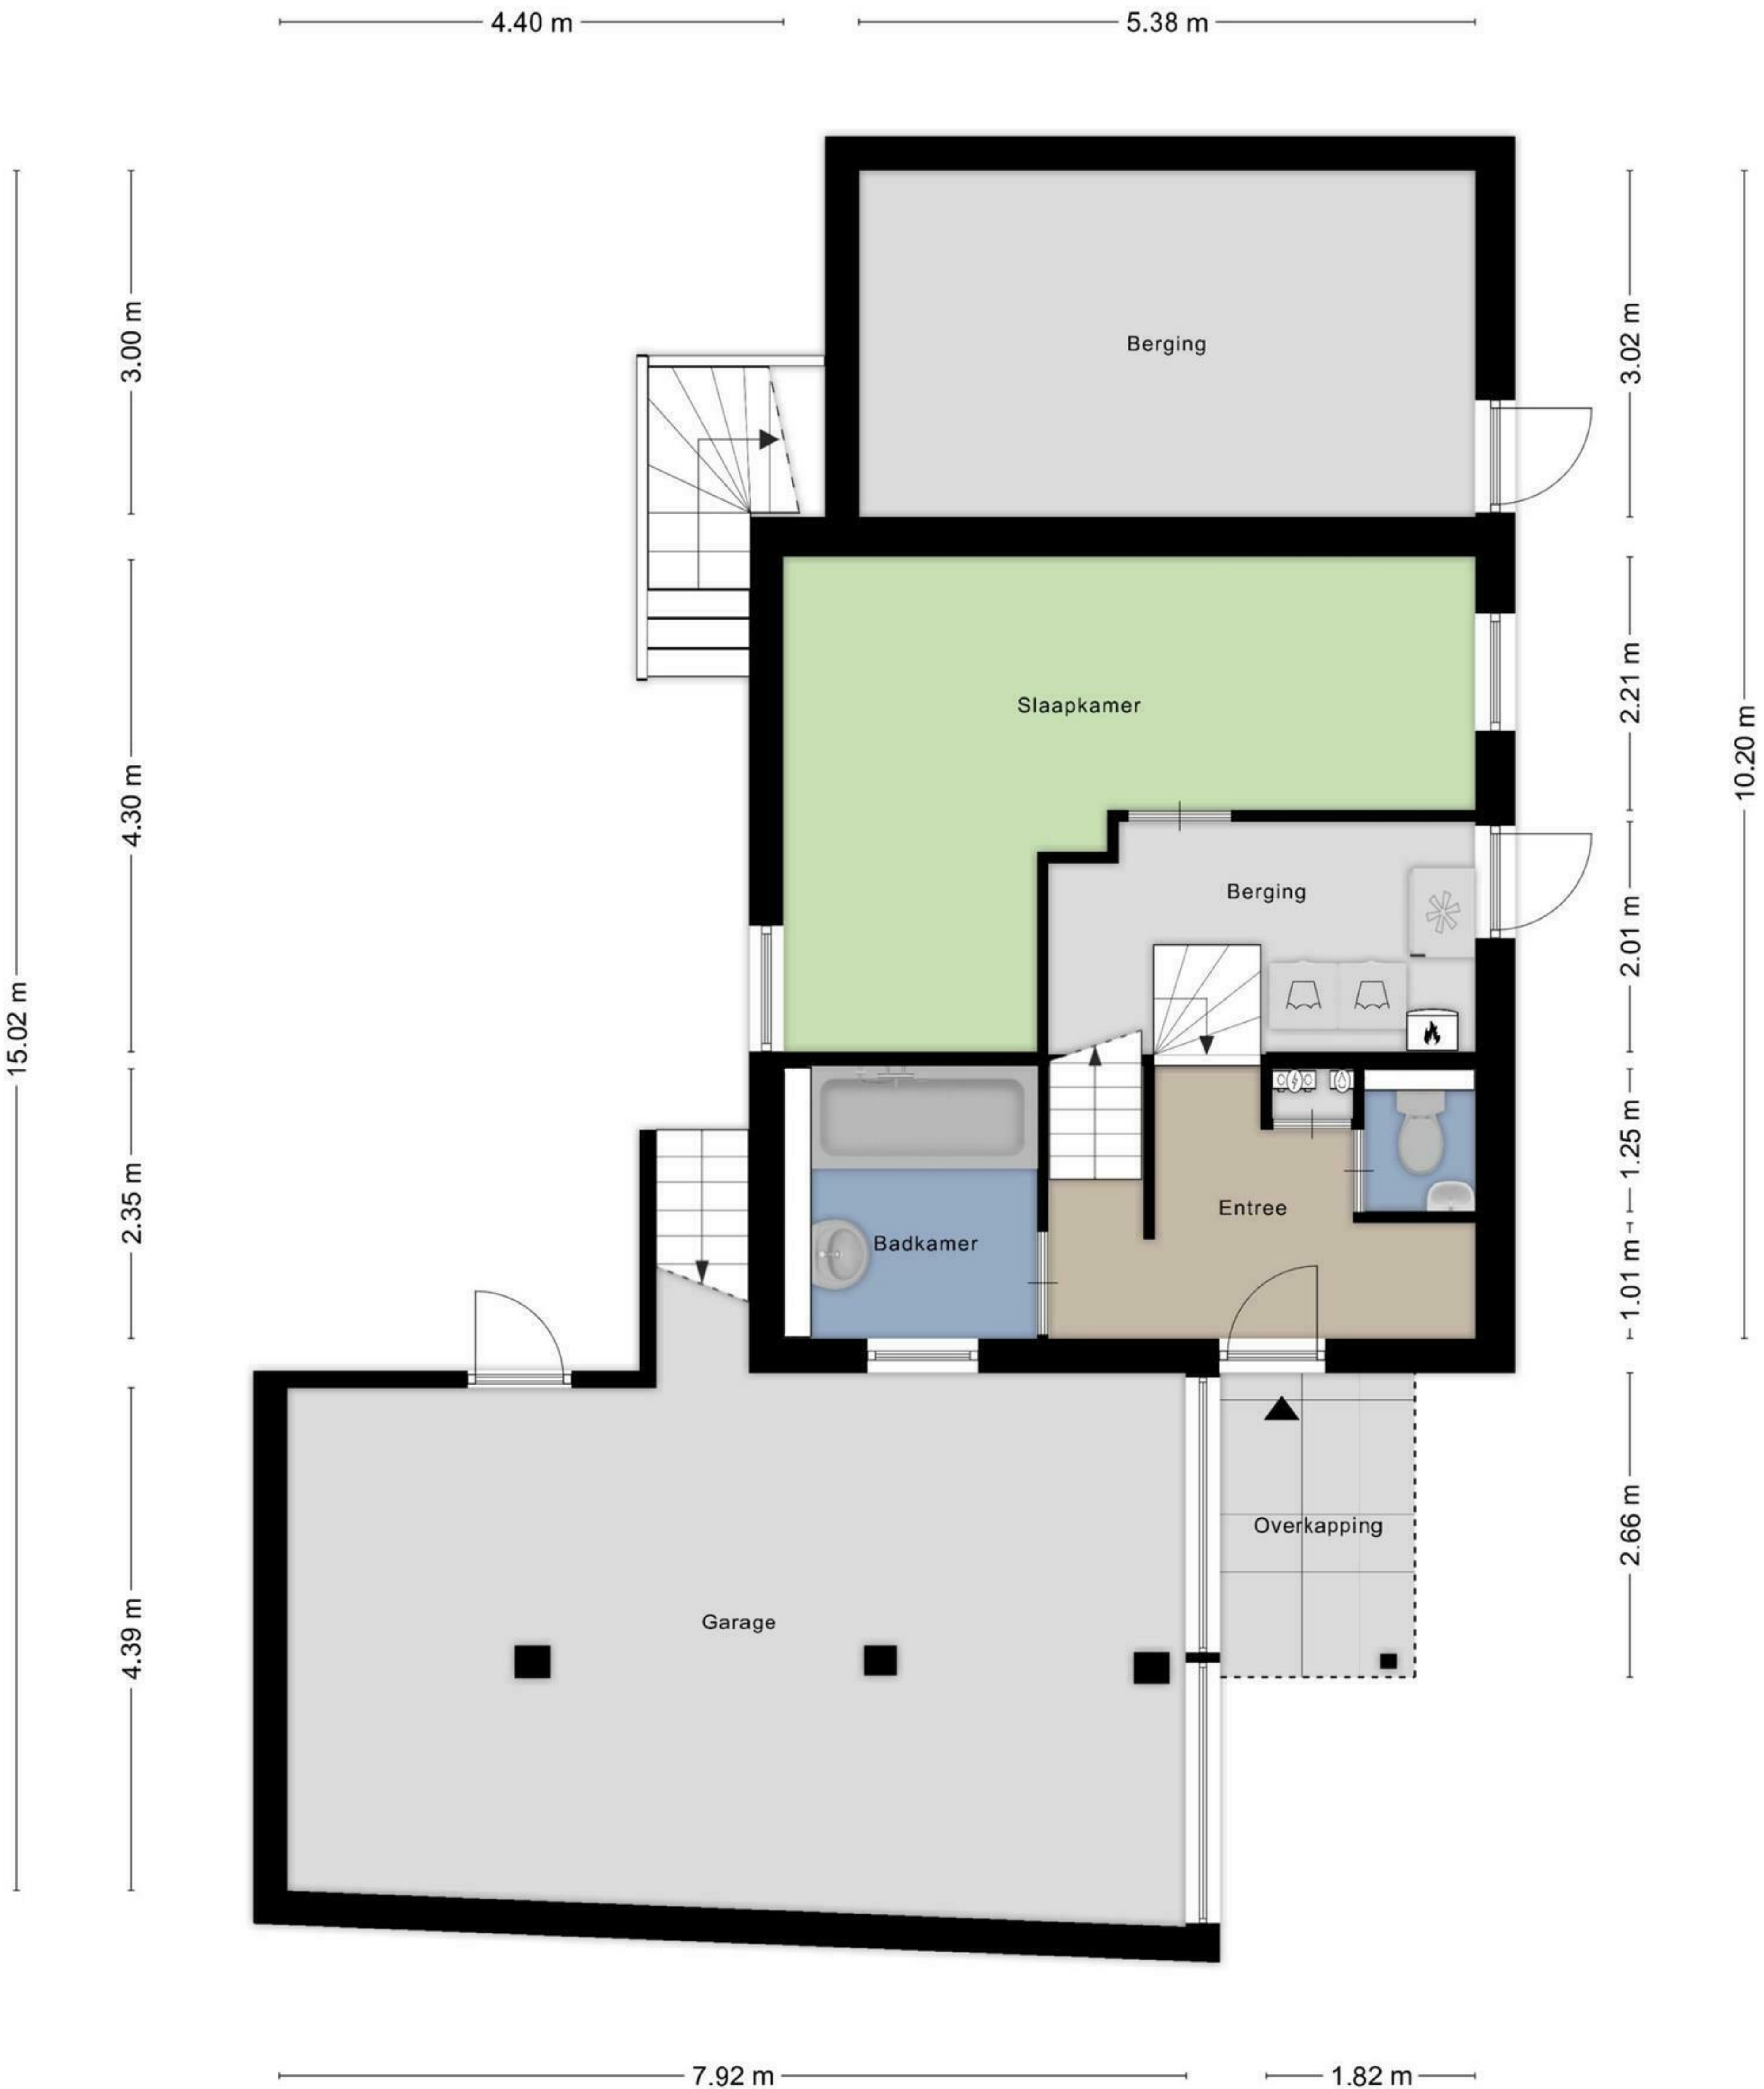 4.40 m
5.38 m
3.00 m
3.02 m
Berging
2.21 m
Slaapkamer
10.20 m
4.30 m
Berging
2.01 m
15.02 m
1.25 m
2.35 m
Entree
Badkamer
1.01 m
Overkapping
2.66 m
Garage
4.39 m
7.92 m
1.82 m